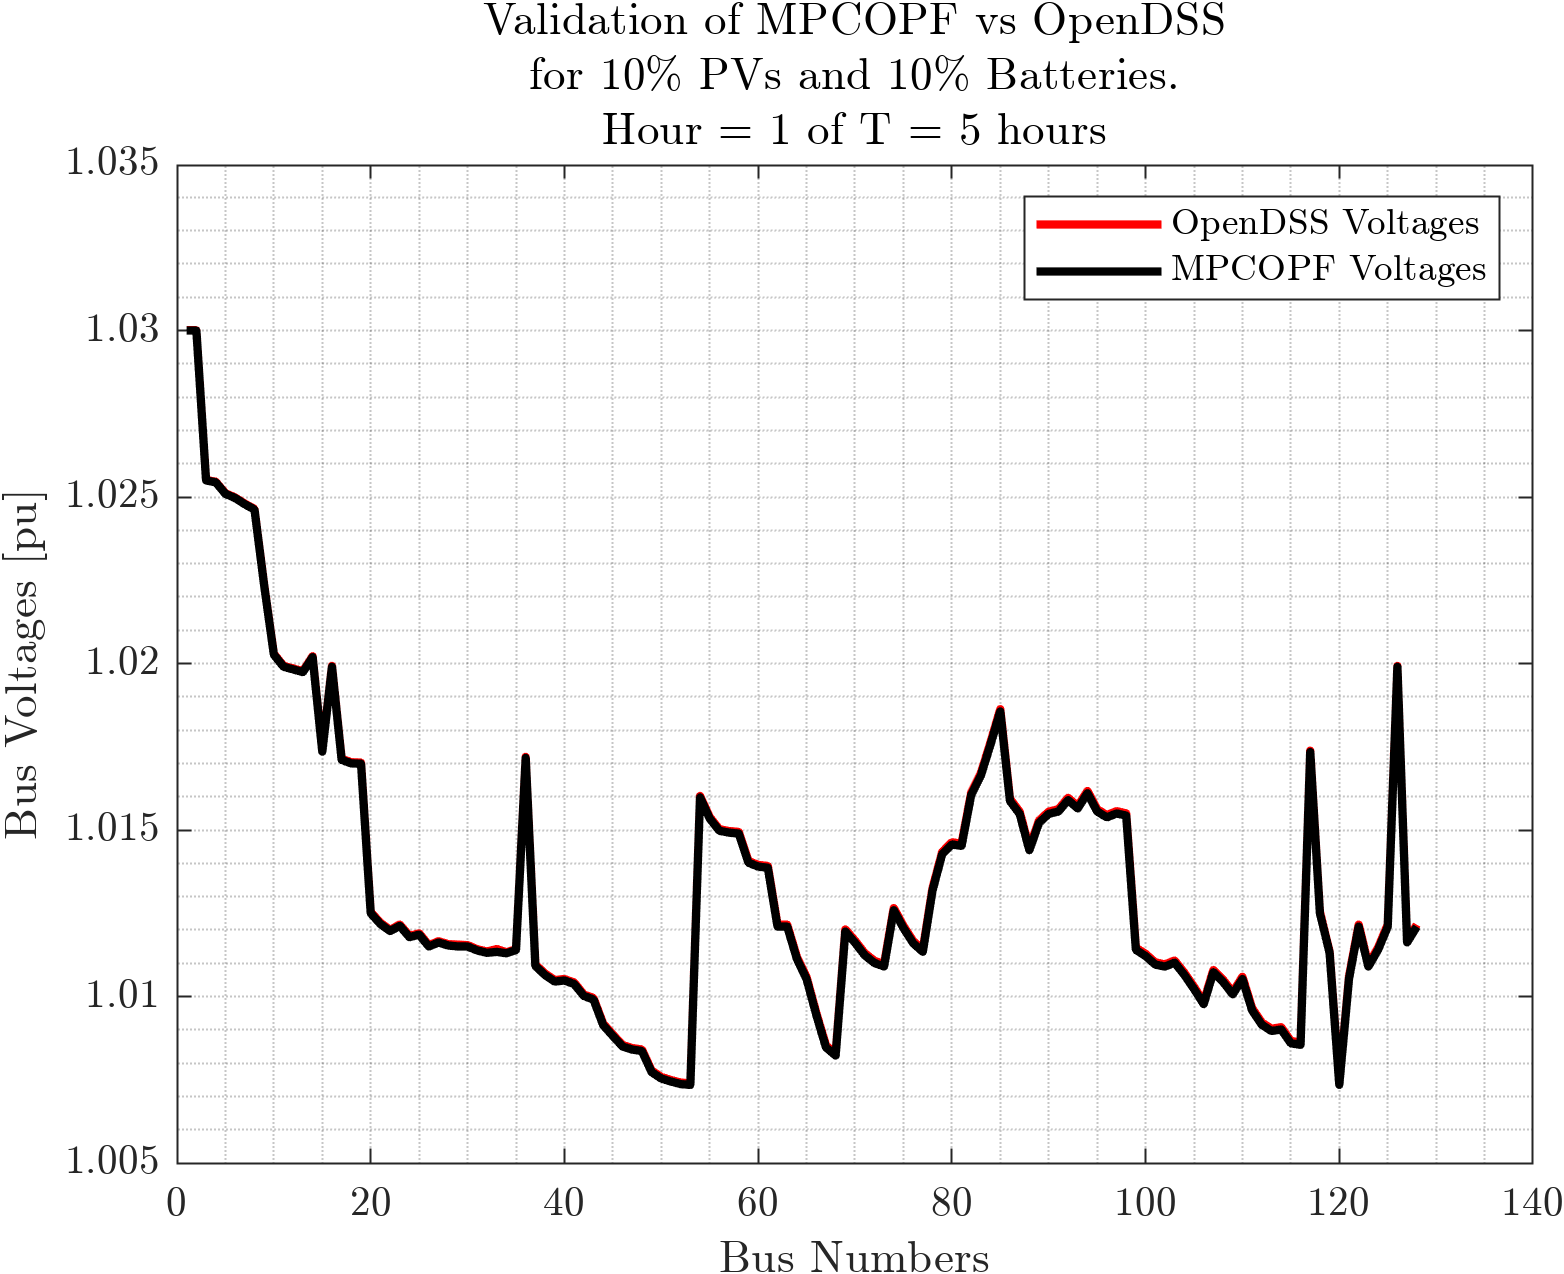 Validation of MPCOPF vs OpenDSS
for 10% PVs and 10% Batteries.
Hour = 1 of T = 5 hours
1.035
OpenDSS Voltages
MPCOPF Voltages
1.03
1.025
1.02
1.015
1.01
1.005
Bus Voltages [pu]
0 20 40 60 80 100 120 140
Bus Numbers